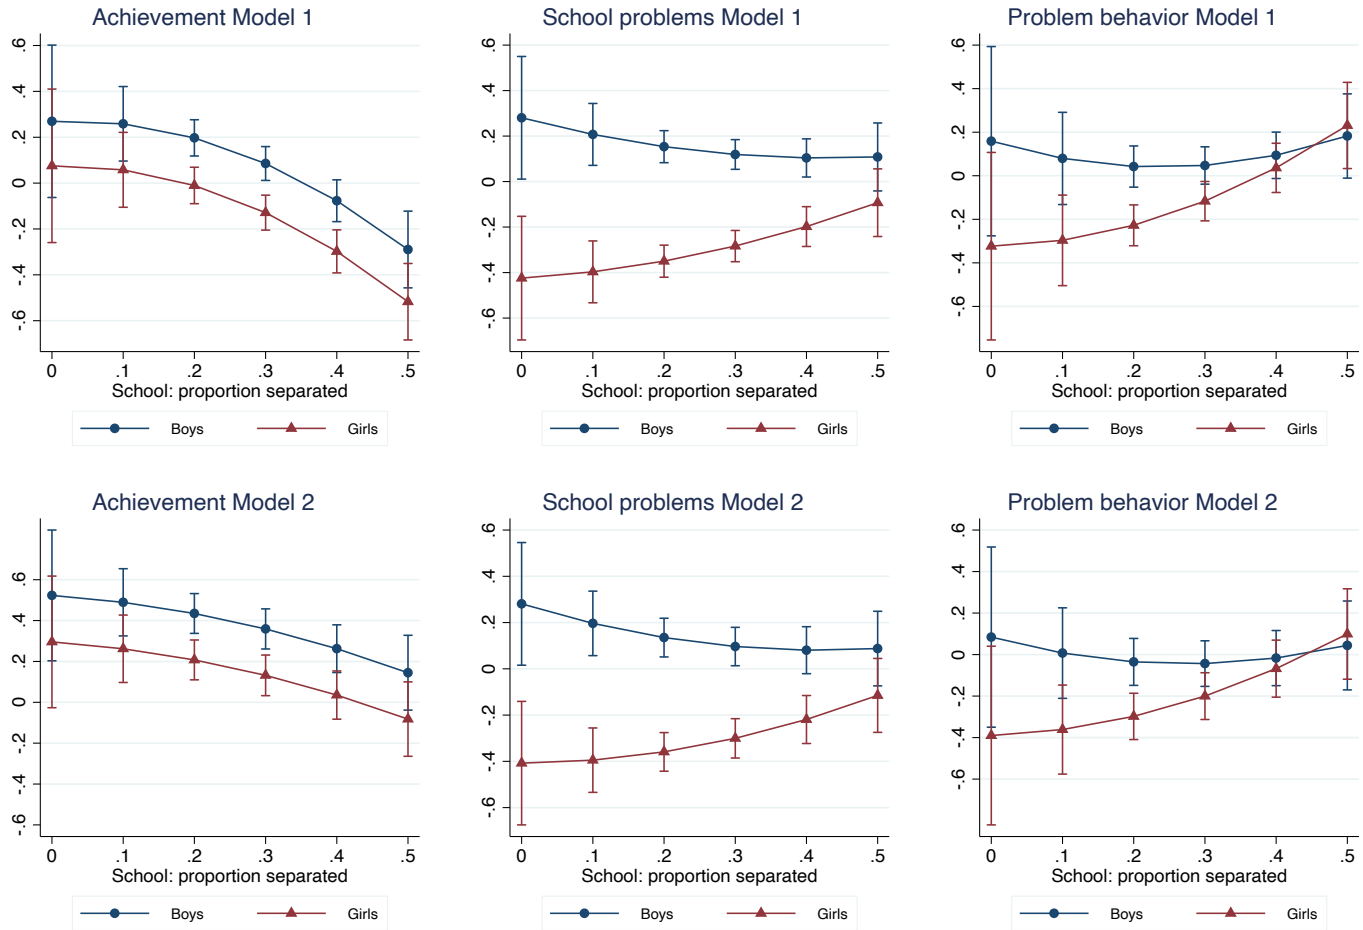 Achievement Model 1
.6
.4
.2
0
-.2
-.4
-.6
0 .1 .2 .3 .4 .5
School: proportion separated
Boys Girls
School problems Model 1
.6
.4
.2
0
-.2
-.4
-.6
0 .1 .2 .3 .4 .5
School: proportion separated
Boys Girls
Problem behavior Model 1
.6
.4
.2
0
-.2
-.4
-.6
0 .1 .2 .3 .4 .5
School: proportion separated
Boys Girls
Achievement Model 2
.6
.4
.2
0
-.2
-.4
-.6
0 .1 .2 .3 .4 .5
School: proportion separated
Boys Girls
School problems Model 2
.6
.4
.2
0
-.2
-.4
-.6
0 .1 .2 .3 .4 .5
School: proportion separated
Boys Girls
Problem behavior Model 2
.6
.4
.2
0
-.2
-.4
-.6
0 .1 .2 .3 .4 .5
School: proportion separated
Boys Girls